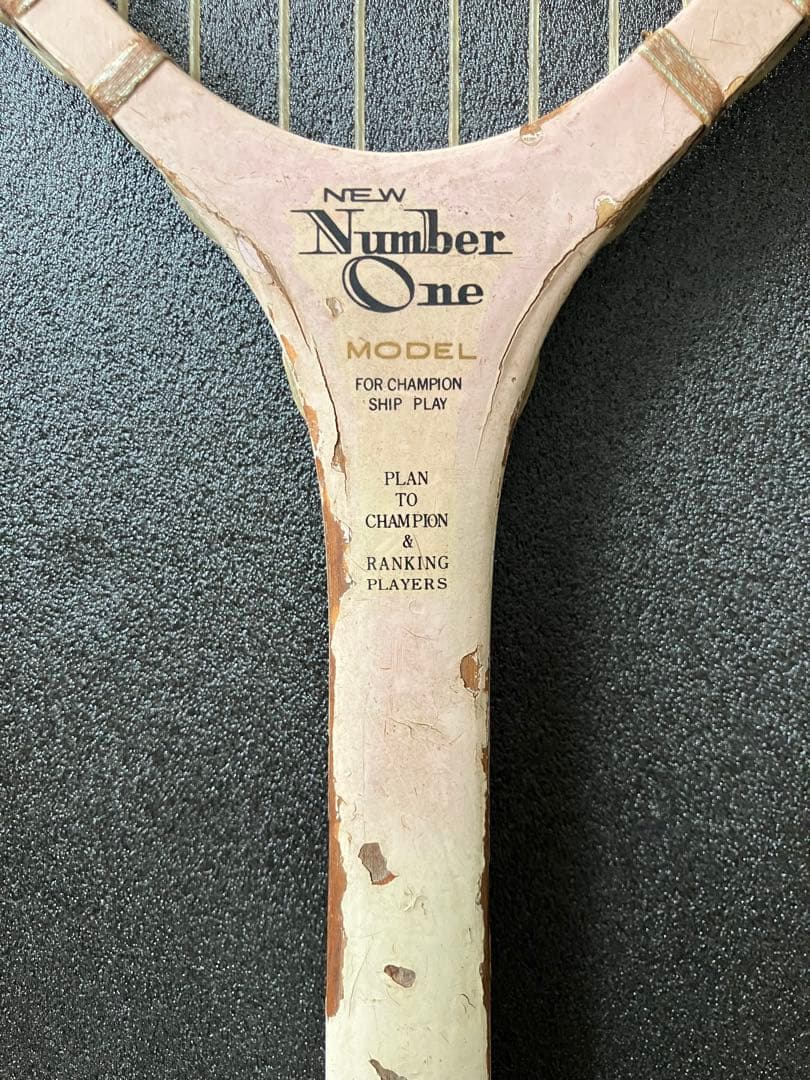 NEW
Number
One
MODEL
FOR CHAMPION
SHIP PLAY
PLAN
TO
CHAMPION
&
RANKING
PLAYERS